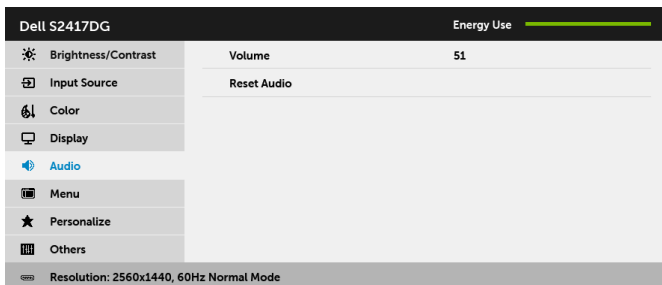 Dell S2417DG Energy Use
Brightness/Contrast Volume 51
Input Source Reset Audio
Color
Display
Audio
Menu
Personalize
Others
Resolution: 2560x1440, 60Hz Normal Mode